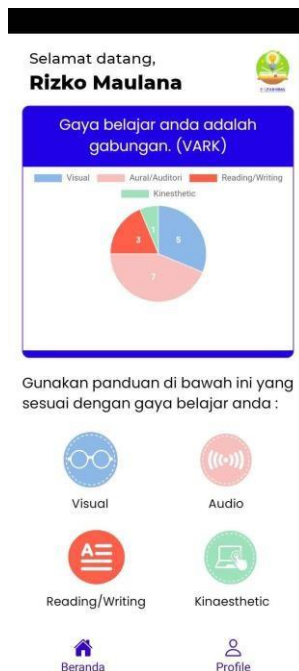 Selamat datang,
Rizko Maulana
Gaya belajar anda adalah
gabungan. (VARK)
Visual Aural/Auditori Reading/Writing
Kinesthetic
1
3 5
7
Gunakan panduan di bawah ini yang
sesuai dengan gaya belajar anda :
Visual Audio
A
Reading/Writing Kinaesthetic
Beranda Profile